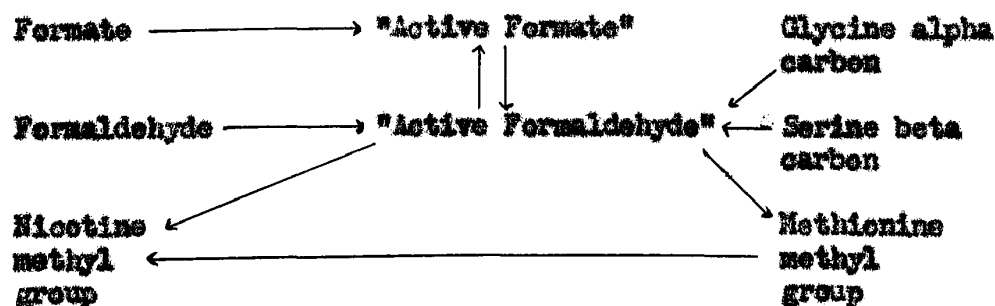 Formate "Active Formate" Glycine alpha
carbon
Formaldehyde "Active Formaldehyde" Serine beta
carbon
Nicotine Methionine
methyl methyl
group group